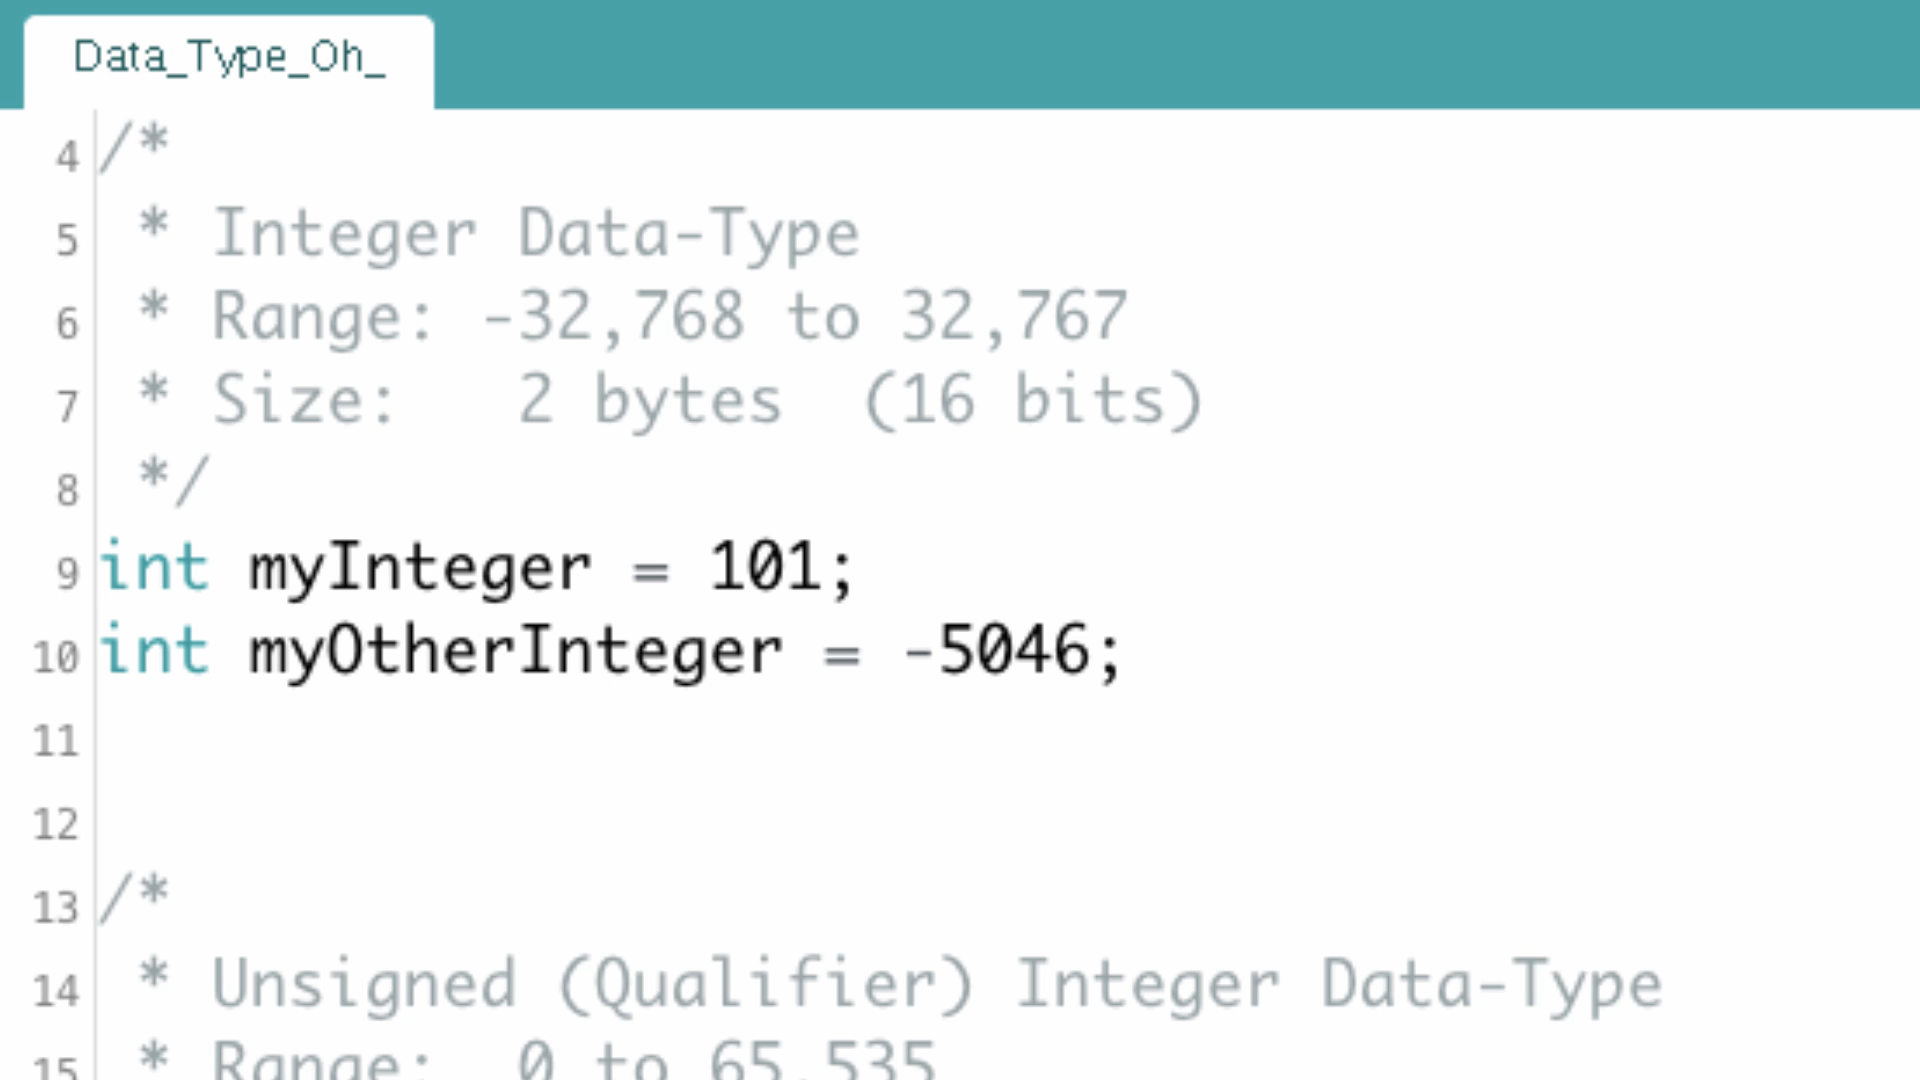 Data_Type_Oh_
4 /*
5  * Integer Data-Type
6  * Range: -32,768 to 32,767
7  * Size:   2 bytes  (16 bits)
8  */
9 int myInteger = 101;
10 int myOtherInteger = -5046;
11
12
13 /*
14  * Unsigned (Qualifier) Integer Data-Type
15  * Range:  0 to 65,535